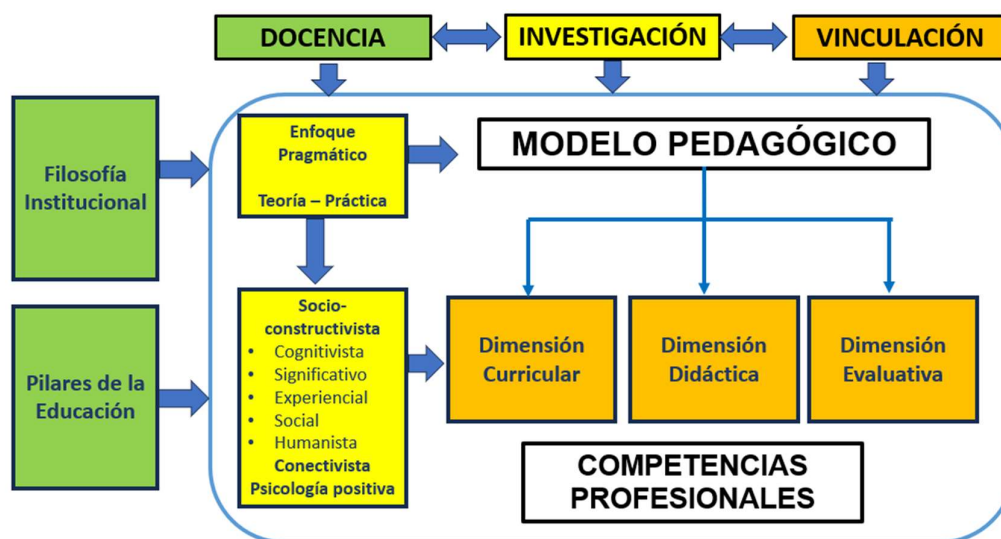 DOCENCIA
INVESTIGACIÓN
VINCULACIÓN
Filosofía
Institucional
Enfoque
Pragmático
Teoría – Práctica
MODELO PEDAGÓGICO
Pilares de la
Educación
Socio-
constructivista
• Cognitivista
• Significativo
• Experiencial
• Social
• Humanista
Conectivista
Psicología positiva
Dimensión
Curricular
Dimensión
Didáctica
Dimensión
Evaluativa
COMPETENCIAS
PROFESIONALES